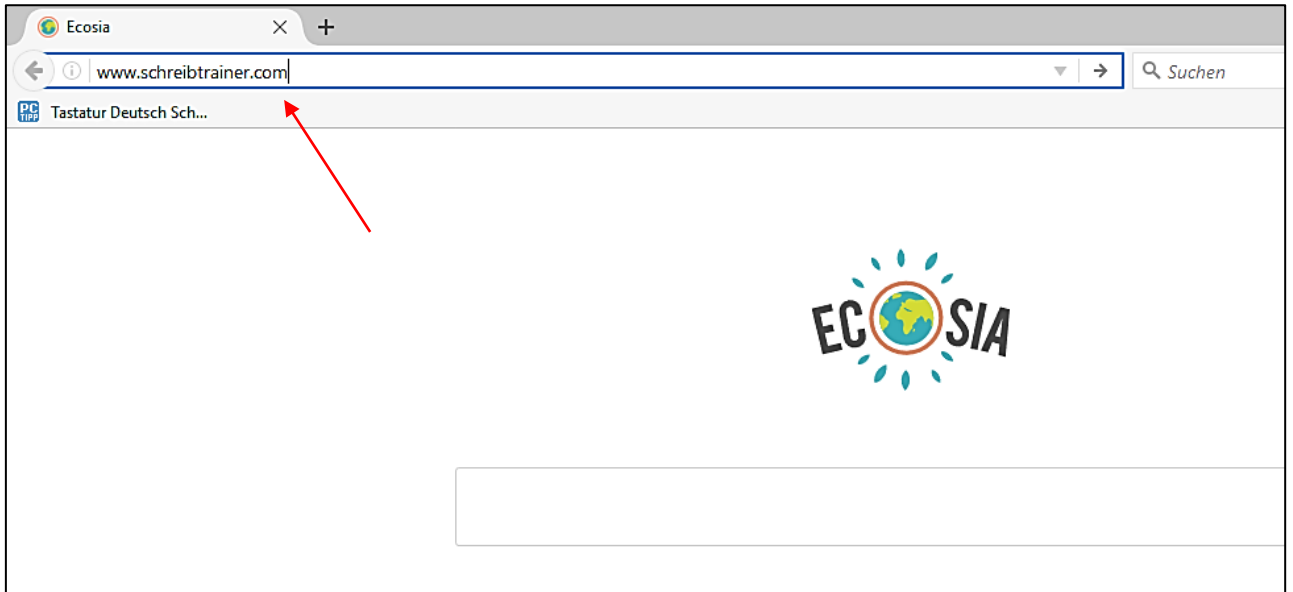 Ecosia
www.schreibtrainer.com
Suchen
PC TIPP Tastatur Deutsch Sch...
ECOSIA